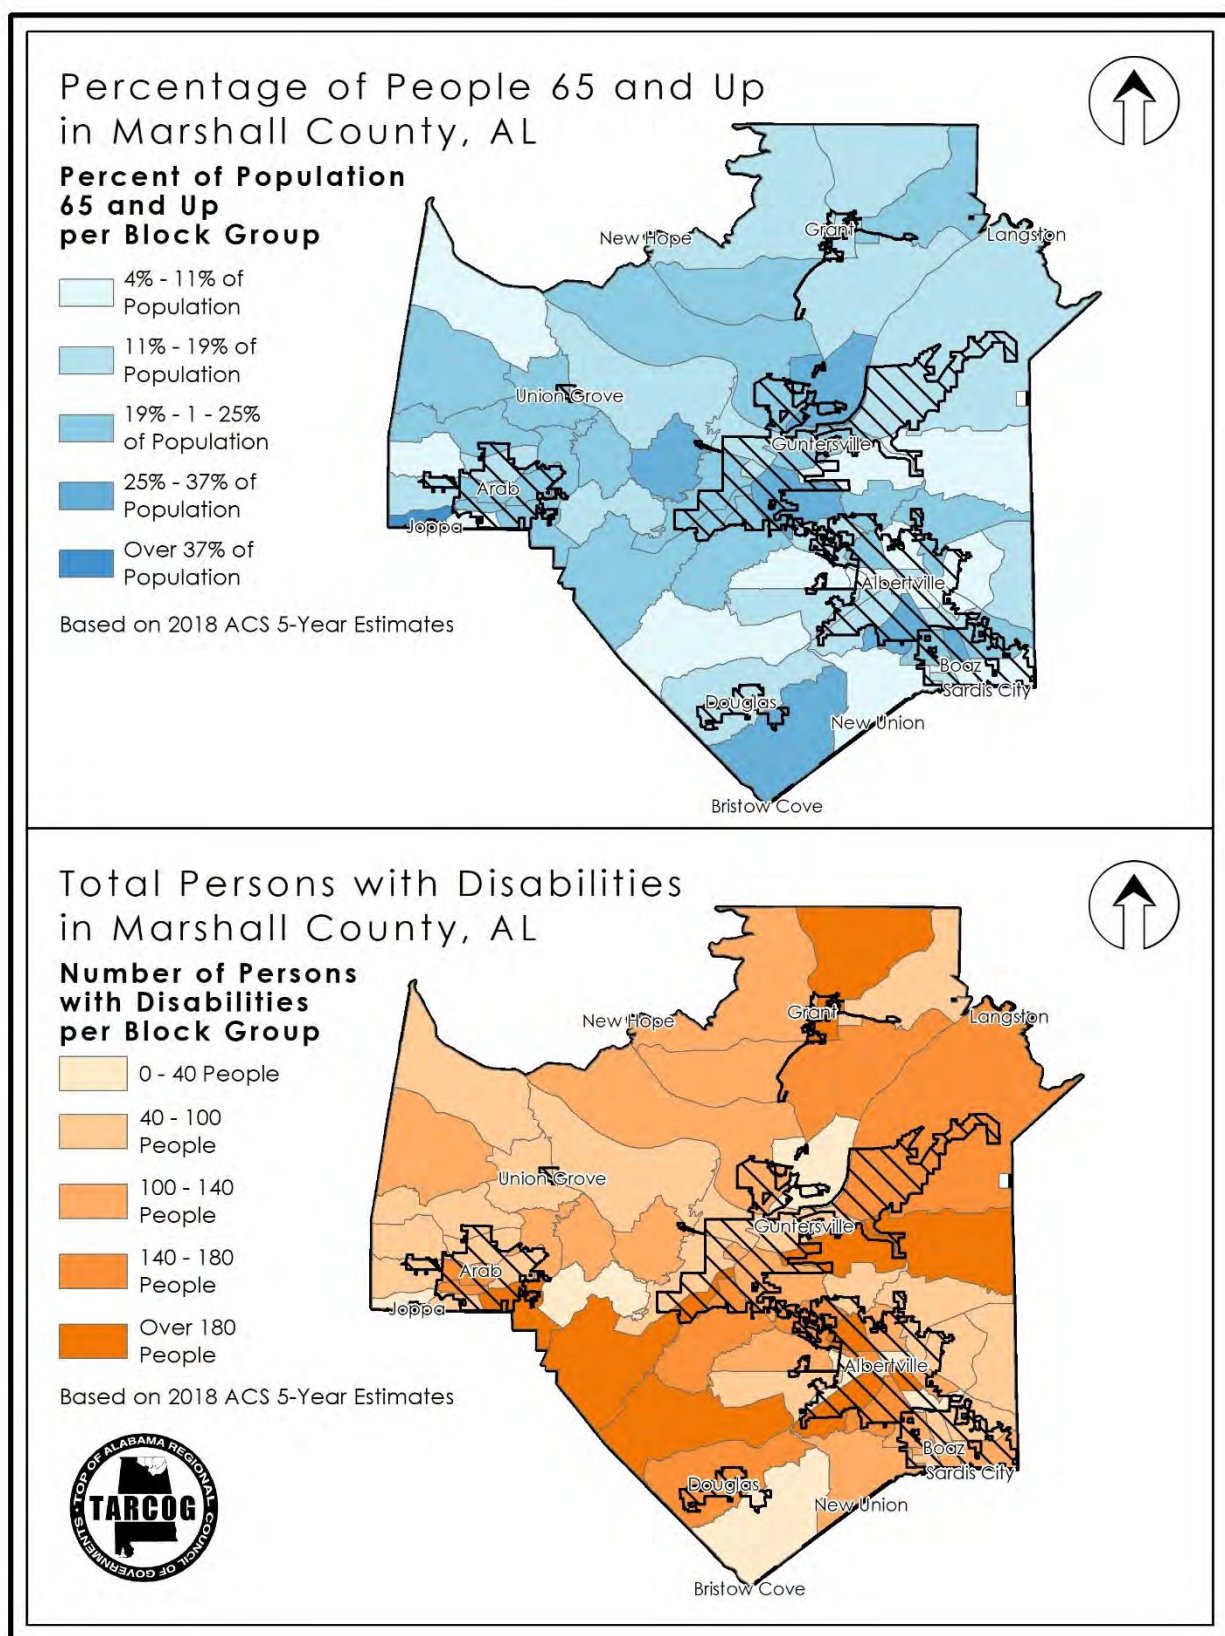 Percentage of People 65 and Up
in Marshall County, AL
Percent of Population
65 and Up
per Block Group
4% - 11% of
Population
11% - 19% of
Population
19% - 1 - 25%
of Population
25% - 37% of
Population
Over 37% of
Population
Based on 2018 ACS 5-Year Estimates
New Hope
Grant
Langston
Union Grove
Guntersville
Arab
Joppa
Albertville
Boaz
Sardis City
Douglas
New Union
Bristow Cove
Total Persons with Disabilities
in Marshall County, AL
Number of Persons
with Disabilities
per Block Group
0 - 40 People
40 - 100
People
100 - 140
People
140 - 180
People
Over 180
People
Based on 2018 ACS 5-Year Estimates
New Hope
Grant
Langston
Union Grove
Guntersville
Arab
Joppa
Albertville
Boaz
Sardis City
Douglas
New Union
Bristow Cove
TOP OF ALABAMA REGIONAL COUNCIL OF GOVERNMENTS
TARCOG